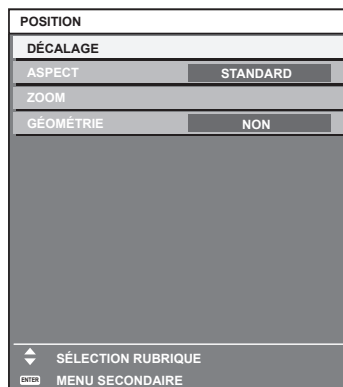 POSITION
DÉCALAGE
ASPECT STANDARD
ZOOM
GÉOMÉTRIE NON
SÉLECTION RUBRIQUE
ENTER MENU SECONDAIRE